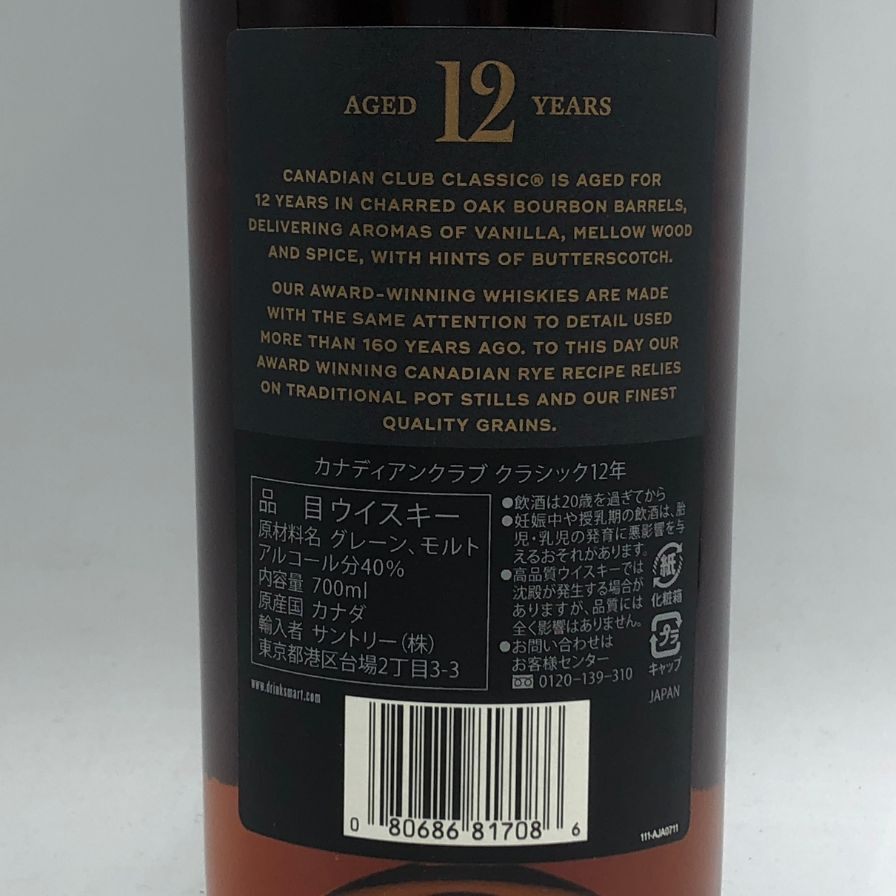 AGED 12 YEARS
CANADIAN CLUB CLASSIC® IS AGED FOR
12 YEARS IN CHARRED OAK BOURBON BARRELS,
DELIVERING AROMAS OF VANILLA, MELLOW WOOD
AND SPICE, WITH HINTS OF BUTTERSCOTCH.
OUR AWARD-WINNING WHISKIES ARE MADE
WITH THE SAME ATTENTION TO DETAIL USED
MORE THAN 160 YEARS AGO. TO THIS DAY OUR
AWARD WINNING CANADIAN RYE RECIPE RELIES
ON TRADITIONAL POT STILLS AND OUR FINEST
QUALITY GRAINS.
カナディアンクラブ クラシック12年
品 目 ウイスキー
原材料名 グレーン、モルト
アルコール分40%
内容量 700ml
原産国 カナダ
輸入者 サントリー(株)
東京都港区台場2丁目3-3
www.drinksmart.com
●飲酒は20歳を過ぎてから
●妊娠中や授乳期の飲酒は、胎
児・乳児の発育に悪影響を与
えるおそれがあります。
●高品質ウイスキーでは
沈殿が発生する場合が
ありますが、品質には
全く影響はありません。
●お問い合わせは
お客様センター
0120-139-310
紙
化粧箱
プラ
キャップ
JAPAN
0 80686 81708 6
111-AJA0711